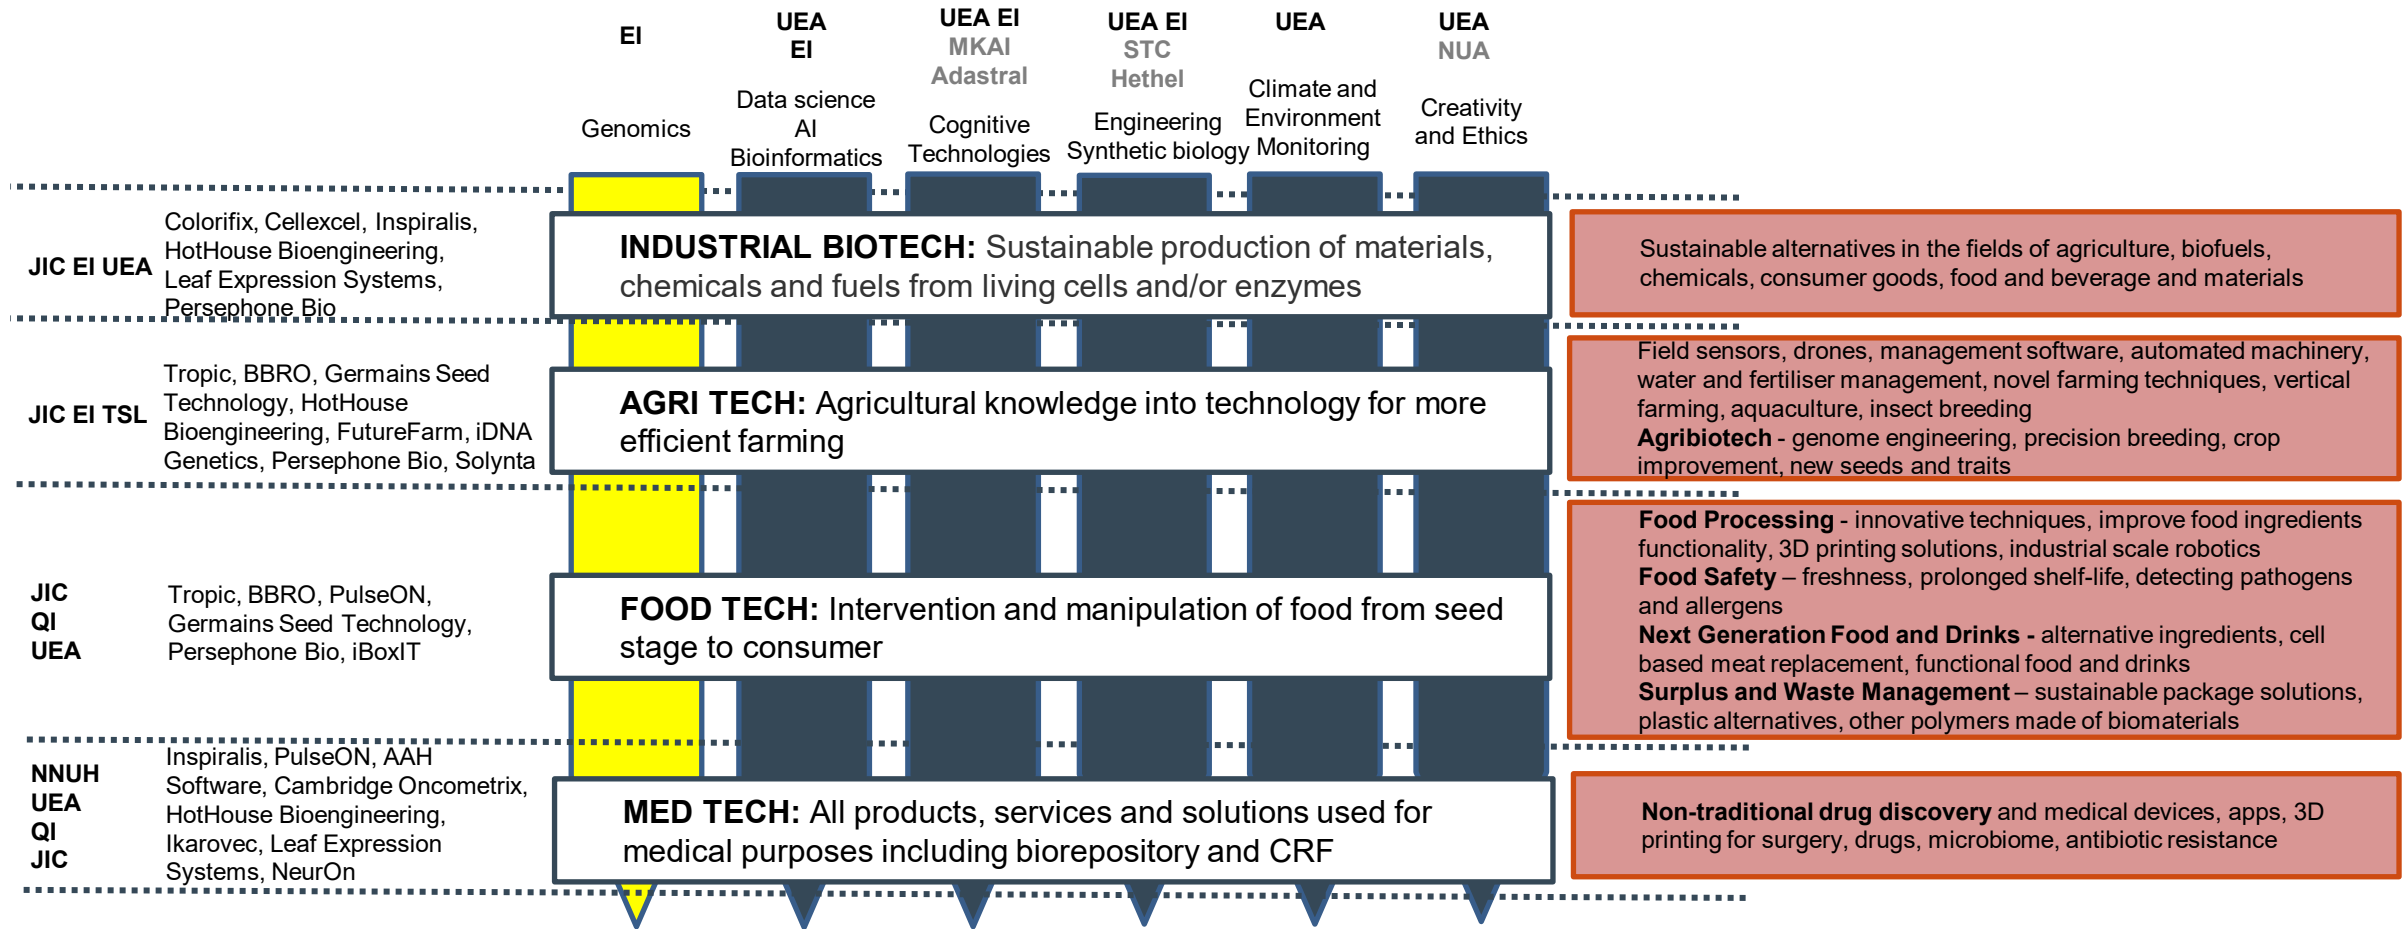 EI
Genomics
UEA
EI
Data science
AI
Bioinformatics
UEA EI
MKAI
Adastral
Cognitive
Technologies
UEA EI
STC
Hethel
Engineering
Synthetic biology
UEA
Climate and
Environment
Monitoring
UEA
NUA
Creativity
and Ethics
JIC EI UEA
Colorifix, Cellexcel, Inspiralis,
HotHouse Bioengineering,
Leaf Expression Systems,
Persephone Bio
INDUSTRIAL BIOTECH: Sustainable production of materials,
chemicals and fuels from living cells and/or enzymes
Sustainable alternatives in the fields of agriculture, biofuels,
chemicals, consumer goods, food and beverage and materials
JIC EI TSL
Tropic, BBRO, Germains Seed
Technology, HotHouse
Bioengineering, FutureFarm, iDNA
Genetics, Persephone Bio, Solynta
AGRI TECH: Agricultural knowledge into technology for more
efficient farming
Field sensors, drones, management software, automated machinery,
water and fertiliser management, novel farming techniques, vertical
farming, aquaculture, insect breeding
Agribiotech - genome engineering, precision breeding, crop
improvement, new seeds and traits
JIC
QI
UEA
Tropic, BBRO, PulseON,
Germains Seed Technology,
Persephone Bio, iBoxIT
FOOD TECH: Intervention and manipulation of food from seed
stage to consumer
Food Processing - innovative techniques, improve food ingredients
functionality, 3D printing solutions, industrial scale robotics
Food Safety – freshness, prolonged shelf-life, detecting pathogens
and allergens
Next Generation Food and Drinks - alternative ingredients, cell
based meat replacement, functional food and drinks
Surplus and Waste Management – sustainable package solutions,
plastic alternatives, other polymers made of biomaterials
NNUH
UEA
QI
JIC
Inspiralis, PulseON, AAH
Software, Cambridge Oncometrix,
HotHouse Bioengineering,
Ikarovec, Leaf Expression
Systems, NeurOn
MED TECH: All products, services and solutions used for
medical purposes including biorepository and CRF
Non-traditional drug discovery and medical devices, apps, 3D
printing for surgery, drugs, microbiome, antibiotic resistance